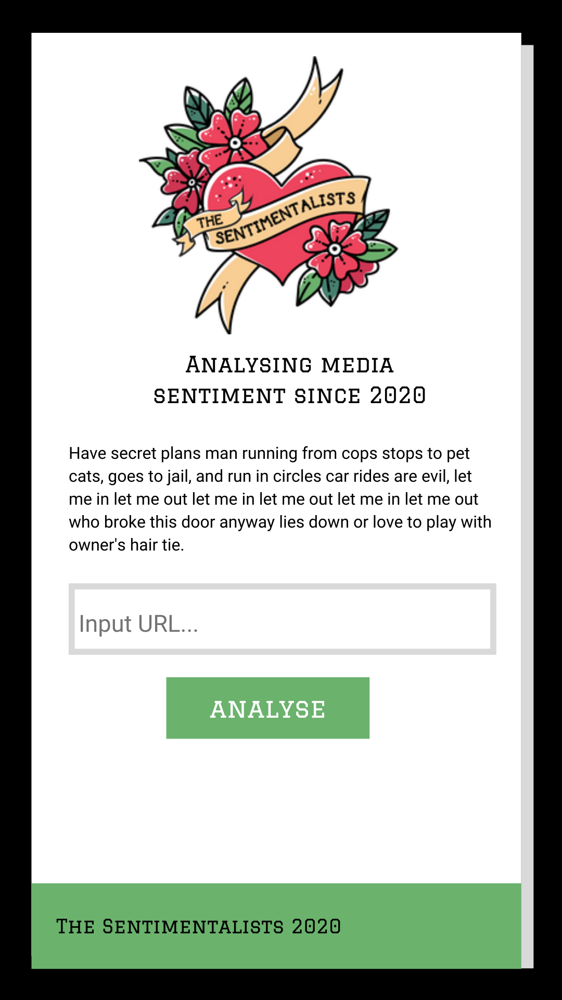 THE
SENTIMENTALISTS
Analysing media
sentiment since 2020
Have secret plans man running from cops stops to pet
cats, goes to jail, and run in circles car rides are evil, let
me in let me out let me in let me out let me in let me out
who broke this door anyway lies down or love to play with
owner's hair tie.
Input URL...
ANALYSE
The Sentimentalists 2020